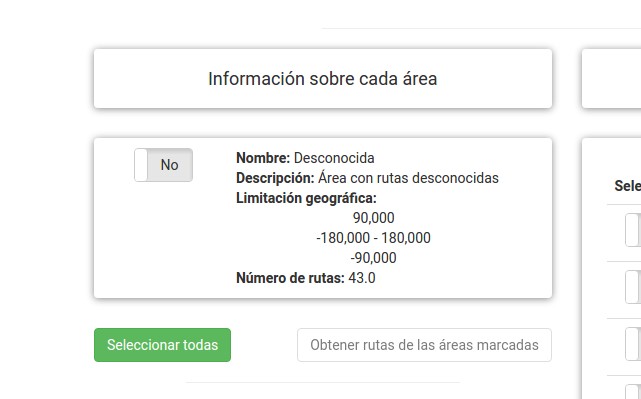 Información sobre cada área
No
Nombre: Desconocida
Descripción: Área con rutas desconocidas
Limitación geográfica:
90,000
-180,000 - 180,000
-90,000
Número de rutas: 43.0
Seleccionar todas
Obtener rutas de las áreas marcadas